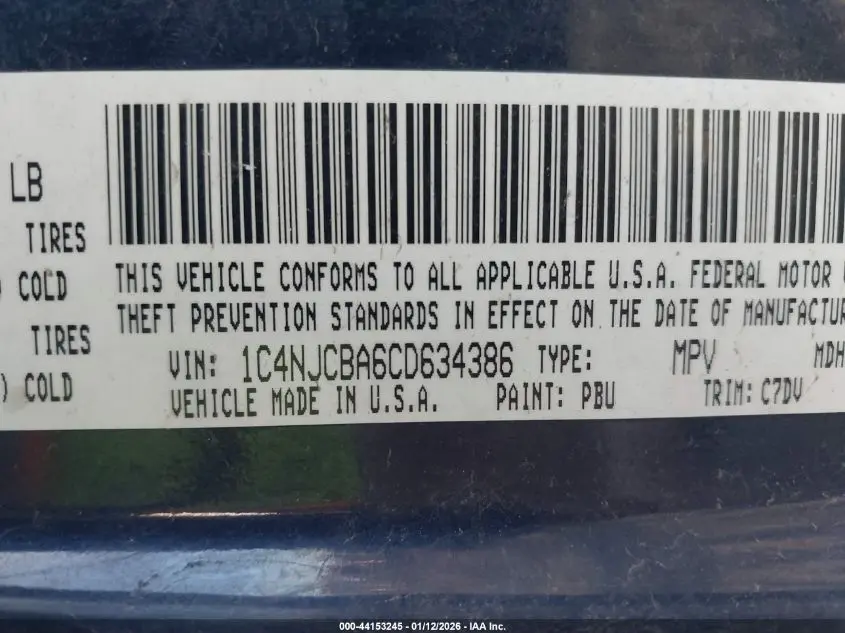 LB
TIRES
) COLD
TIRES
) COLD
THIS VEHICLE CONFORMS TO ALL APPLICABLE U.S.A. FEDERAL MOTOR
THEFT PREVENTION STANDARDS IN EFFECT ON THE DATE OF MANUFACTUR
VIN: 1C4NJCBA6CD634386 TYPE: MPV MDH
VEHICLE MADE IN U.S.A. PAINT: PBU TRIM: C7DV
000-44153245 - 01/12/2026 - IAA Inc.